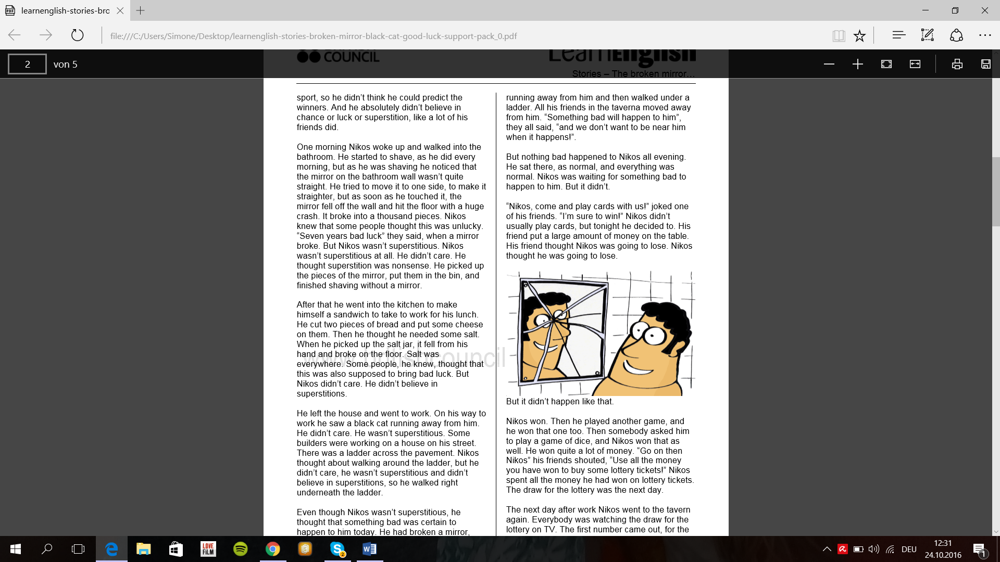 learnenglish-stories-bro
file:///C:/Users/Simone/Desktop/learnenglish-stories-broken-mirror-black-cat-good-luck-support-pack_0.pdf
2 von 5
COUNCIL
LearnEnglish
Stories – The broken mirror…
sport, so he didn’t think he could predict the
winners. And he absolutely didn’t believe in
chance or luck or superstition, like a lot of his
friends did.
One morning Nikos woke up and walked into the
bathroom. He started to shave, as he did every
morning, but as he was shaving he noticed that
the mirror on the bathroom wall wasn’t quite
straight. He tried to move it to one side, to make it
straighter, but as soon as he touched it, the
mirror fell off the wall and hit the floor with a huge
crash. It broke into a thousand pieces. Nikos
knew that some people thought this was unlucky.
“Seven years bad luck” they said, when a mirror
broke. But Nikos wasn’t superstitious. Nikos
wasn’t superstitious at all. He didn’t care. He
thought superstition was nonsense. He picked up
the pieces of the mirror, put them in the bin, and
finished shaving without a mirror.
After that he went into the kitchen to make
himself a sandwich to take to work for his lunch.
He cut two pieces of bread and put some cheese
on them. Then he thought he needed some salt.
When he picked up the salt jar, it fell from his
hand and broke on the floor. Salt was
everywhere. Some people, he knew, thought that
this was also supposed to bring bad luck. But
Nikos didn’t care. He didn’t believe in
superstitions.
He left the house and went to work. On his way to
work he saw a black cat running away from him.
He didn’t care. He wasn’t superstitious. Some
builders were working on a house on his street.
There was a ladder across the pavement. Nikos
thought about walking around the ladder, but he
didn’t care, he wasn’t superstitious and didn’t
believe in superstitions, so he walked right
underneath the ladder.
Even though Nikos wasn’t superstitious, he
thought that something bad was certain to
happen to him today. He had broken a mirror,
www.britishcouncil
running away from him and then walked under a
ladder. All his friends in the taverna moved away
from him. “Something bad will happen to him”,
they all said, “and we don’t want to be near him
when it happens!”.
But nothing bad happened to Nikos all evening.
He sat there, as normal, and everything was
normal. Nikos was waiting for something bad to
happen to him. But it didn’t.
“Nikos, come and play cards with us!” joked one
of his friends. “I’m sure to win!” Nikos didn’t
usually play cards, but tonight he decided to. His
friend put a large amount of money on the table.
His friend thought Nikos was going to lose. Nikos
thought he was going to lose.
But it didn’t happen like that.
Nikos won. Then he played another game, and
he won that one too. Then somebody asked him
to play a game of dice, and Nikos won that as
well. He won quite a lot of money. “Go on then
Nikos” his friends shouted, “Use all the money
you have won to buy some lottery tickets!” Nikos
spent all the money he had won on lottery tickets.
The draw for the lottery was the next day.
The next day after work Nikos went to the tavern
again. Everybody was watching the draw for the
lottery on TV. The first number came out, for the
LOVE
FiLM
2
DEU
12:31
24.10.2016
1